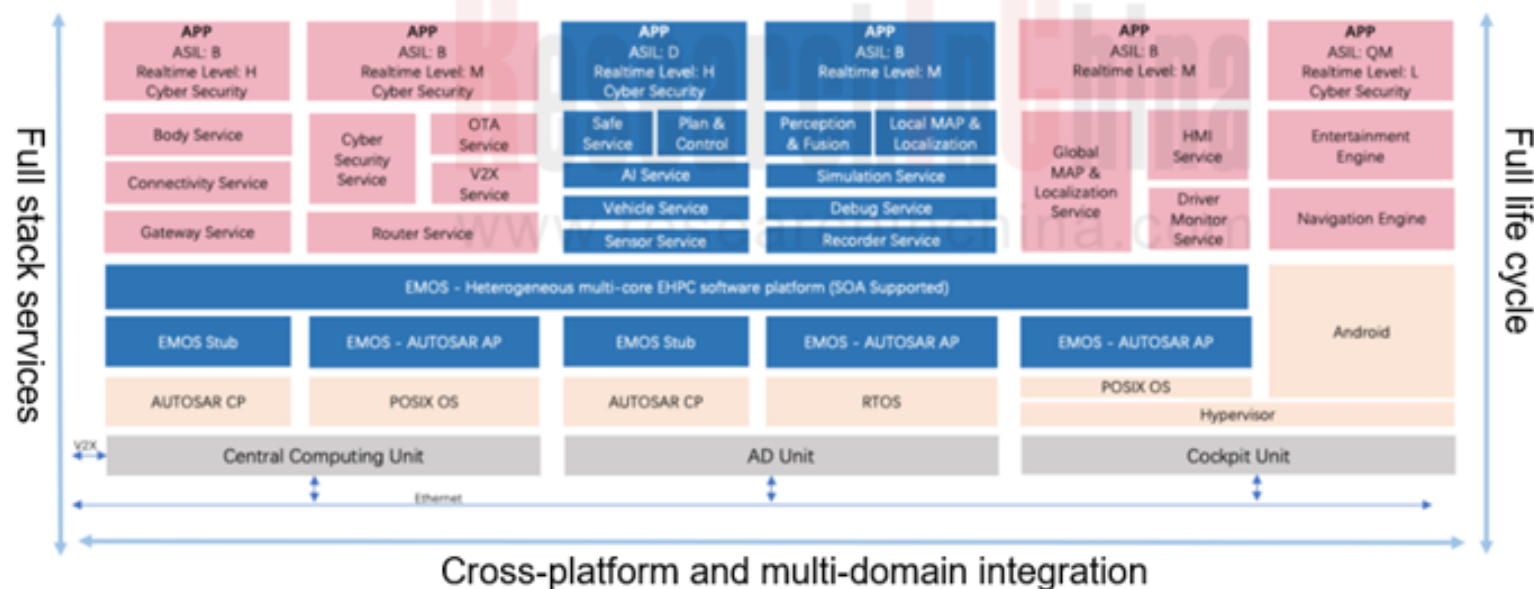 APP
ASIL: B
Realtime Level: H
Cyber Security
APP
ASIL: B
Realtime Level: M
Cyber Security
APP
ASIL: D
Realtime Level: H
Cyber Security
APP
ASIL: B
Realtime Level: M
APP
ASIL: B
Realtime Level: M
APP
ASIL: QM
Realtime Level: L
Cyber Security
Body Service
Connectivity Service
Gateway Service
Cyber
Security
Service
OTA
Service
V2X
Service
Router Service
Safe
Service
Plan &
Control
AI Service
Vehicle Service
Sensor Service
Perception
& Fusion
Local MAP &
Localization
Simulation Service
Debug Service
Recorder Service
Global
MAP &
Localization
Service
HMI
Service
Driver
Monitor
Service
Entertainment
Engine
Navigation Engine
EMOS - Heterogeneous multi-core EHPC software platform (SOA Supported)
EMOS Stub
EMOS - AUTOSAR AP
EMOS Stub
EMOS - AUTOSAR AP
EMOS - AUTOSAR AP
Android
AUTOSAR CP
POSIX OS
AUTOSAR CP
RTOS
POSIX OS
Hypervisor
V2X
Central Computing Unit
AD Unit
Cockpit Unit
Ethernet
Full stack services
Full life cycle
Cross-platform and multi-domain integration
ResearchInChina
www.researchinchina.com